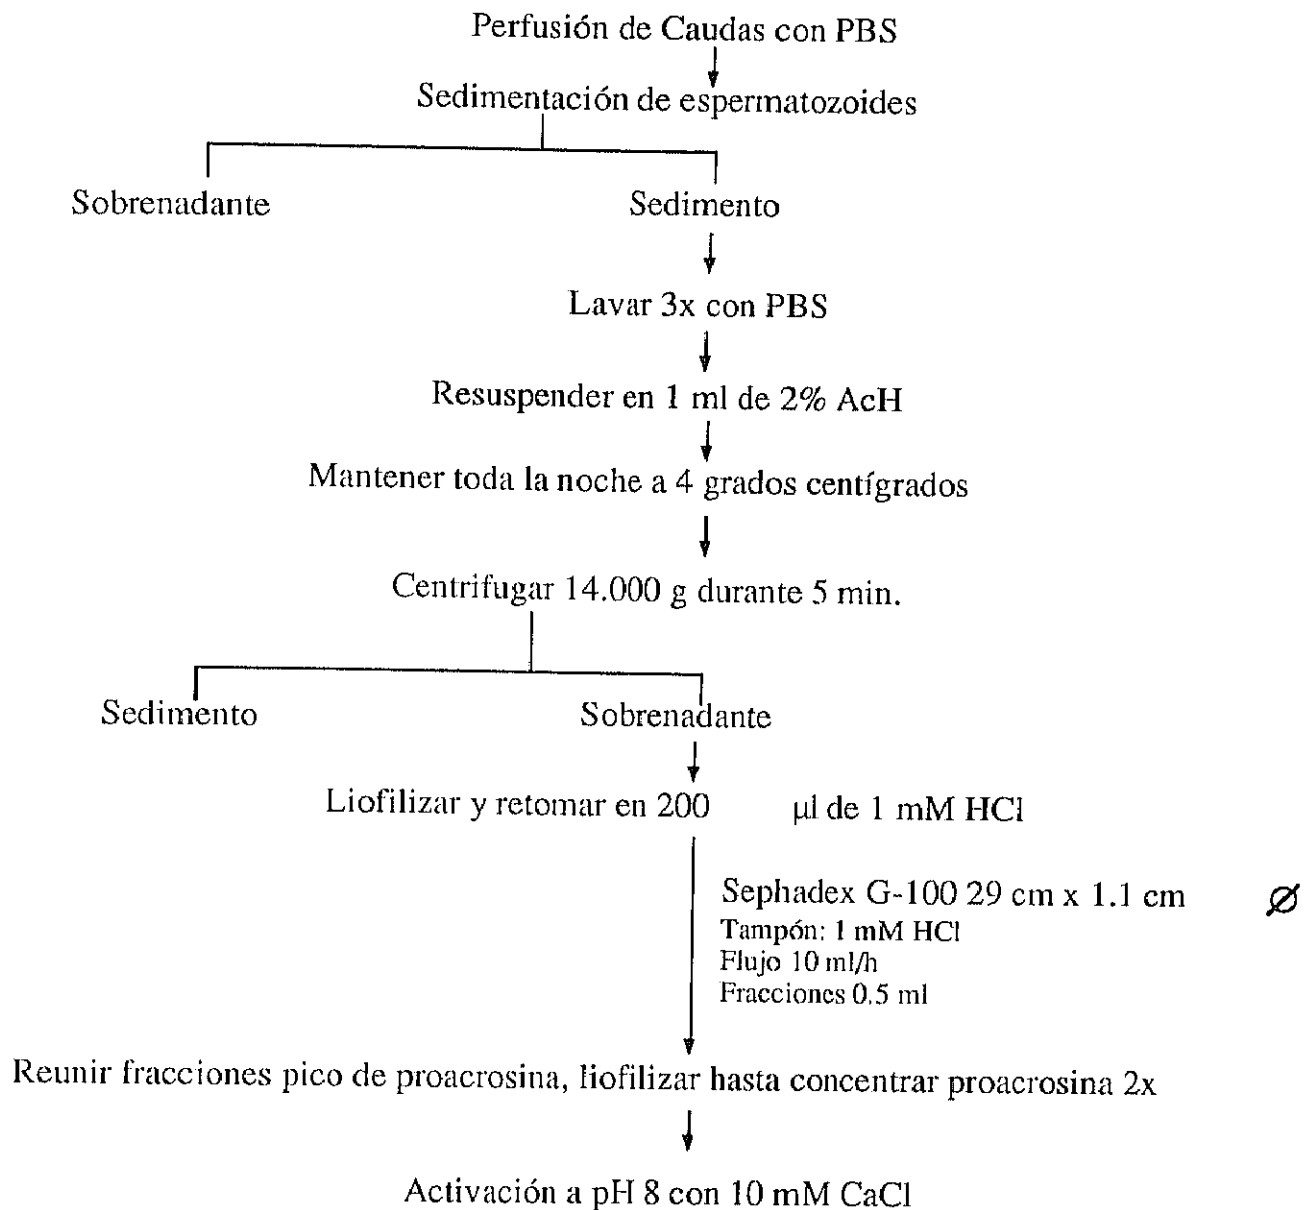 Perfusión de Caudas con PBS
Sedimentación de espermatozoides
Sobrenadante Sedimento
Lavar 3x con PBS
Resuspender en 1 ml de 2% AcH
Mantener toda la noche a 4 grados centígrados
Centrifugar 14.000 g durante 5 min.
Sedimento Sobrenadante
Liofilizar y retomar en 200 µl de 1 mM HCl
Sephadex G-100 29 cm x 1.1 cm Ø
Tampón: 1 mM HCl
Flujo 10 ml/h
Fracciones 0.5 ml
Reunir fracciones pico de proacrosina, liofilizar hasta concentrar proacrosina 2x
Activación a pH 8 con 10 mM CaCl